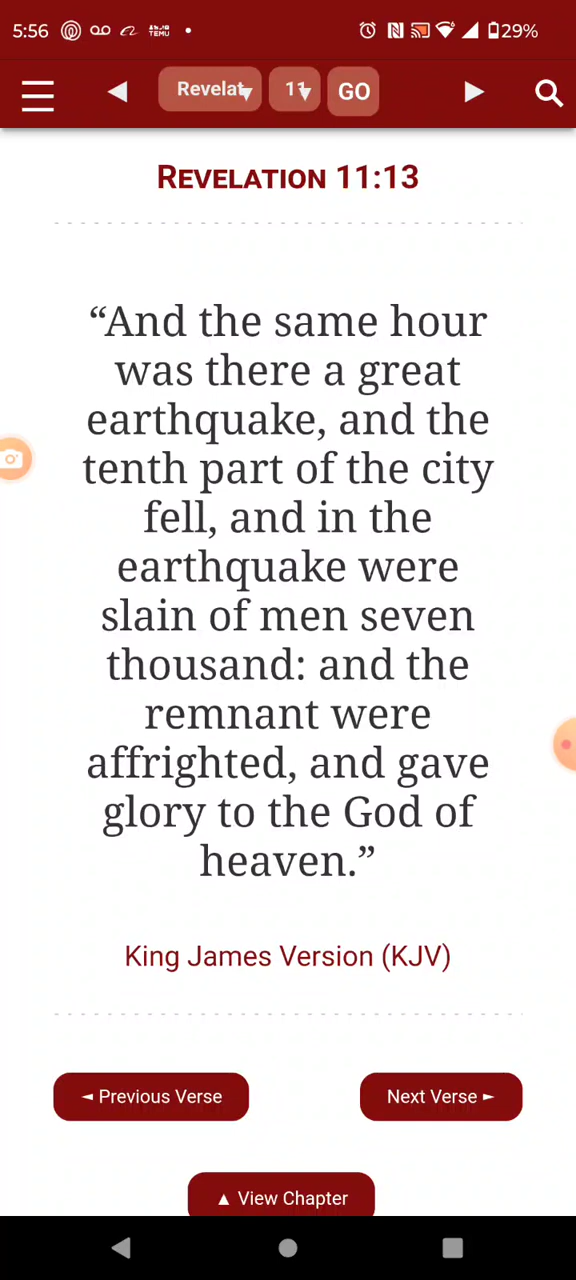 5:56 TEMU 29%
Revelat 11 GO
REVELATION 11:13
“And the same hour
was there a great
earthquake, and the
tenth part of the city
fell, and in the
earthquake were
slain of men seven
thousand: and the
remnant were
affrighted, and gave
glory to the God of
heaven.”
King James Version (KJV)
◄ Previous Verse Next Verse ►
▲ View Chapter